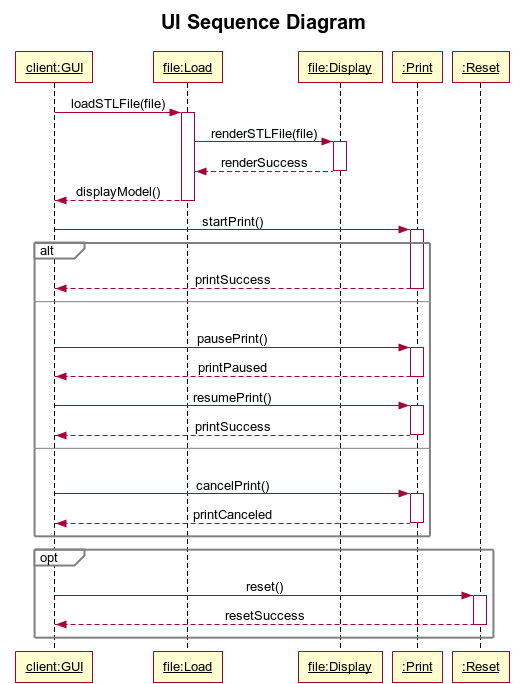 UI Sequence Diagram
client:GUI file:Load file:Display :Print :Reset
loadSTLFile(file)
renderSTLFile(file)
renderSuccess
displayModel()
startPrint()
alt
printSuccess
pausePrint()
printPaused
resumePrint()
printSuccess
cancelPrint()
printCanceled
opt
reset()
resetSuccess
client:GUI file:Load file:Display :Print :Reset